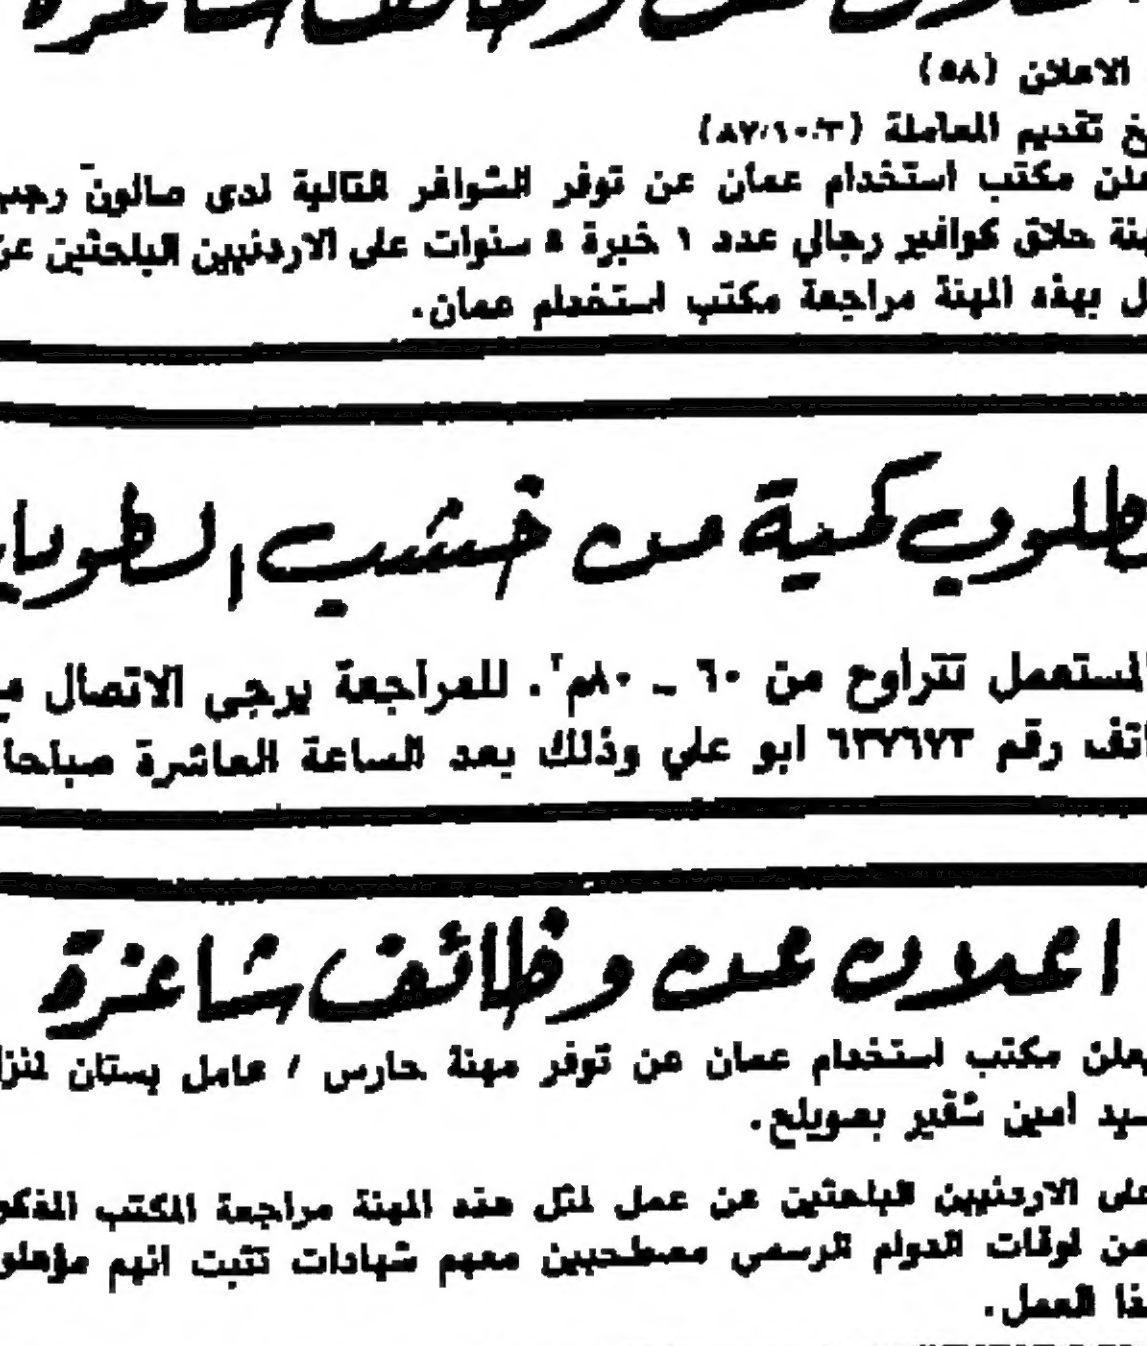 الاعلان (٥٨)
تقديم المعاملة (٨٧/١٠/٣)
مكتب استخدام عمان عن توفر الشواغر التالية لدى صالون رجب
حلاق كوافير رجالي عدد ١ خبرة ٥ سنوات على الاردنيين الباحثين عن
بهذه المهنة مراجعة مكتب استخدام عمان.
طلوب كمية من خشب الطوبار
المستعمل تتراوح من ٦٠ ـ ٨٠م٣. للمراجعة يرجى الاتصال مع
اتف رقم ٦٣٧٦٧٣ ابو علي وذلك بعد الساعة العاشرة صباحا
اعلان عن وظائف شاغرة
يعلن مكتب استخدام عمان عن توفر مهنة حارس / عامل بستان لمنزل
سيد امين شقير بصويلح.
على الاردنيين الباحثين عن عمل لمثل هذه المهنة مراجعة المكتب المذكو
من اوقات الدوام الرسمي مصطحبين معهم شهادات تثبت انهم مؤهلو
هذا العمل.